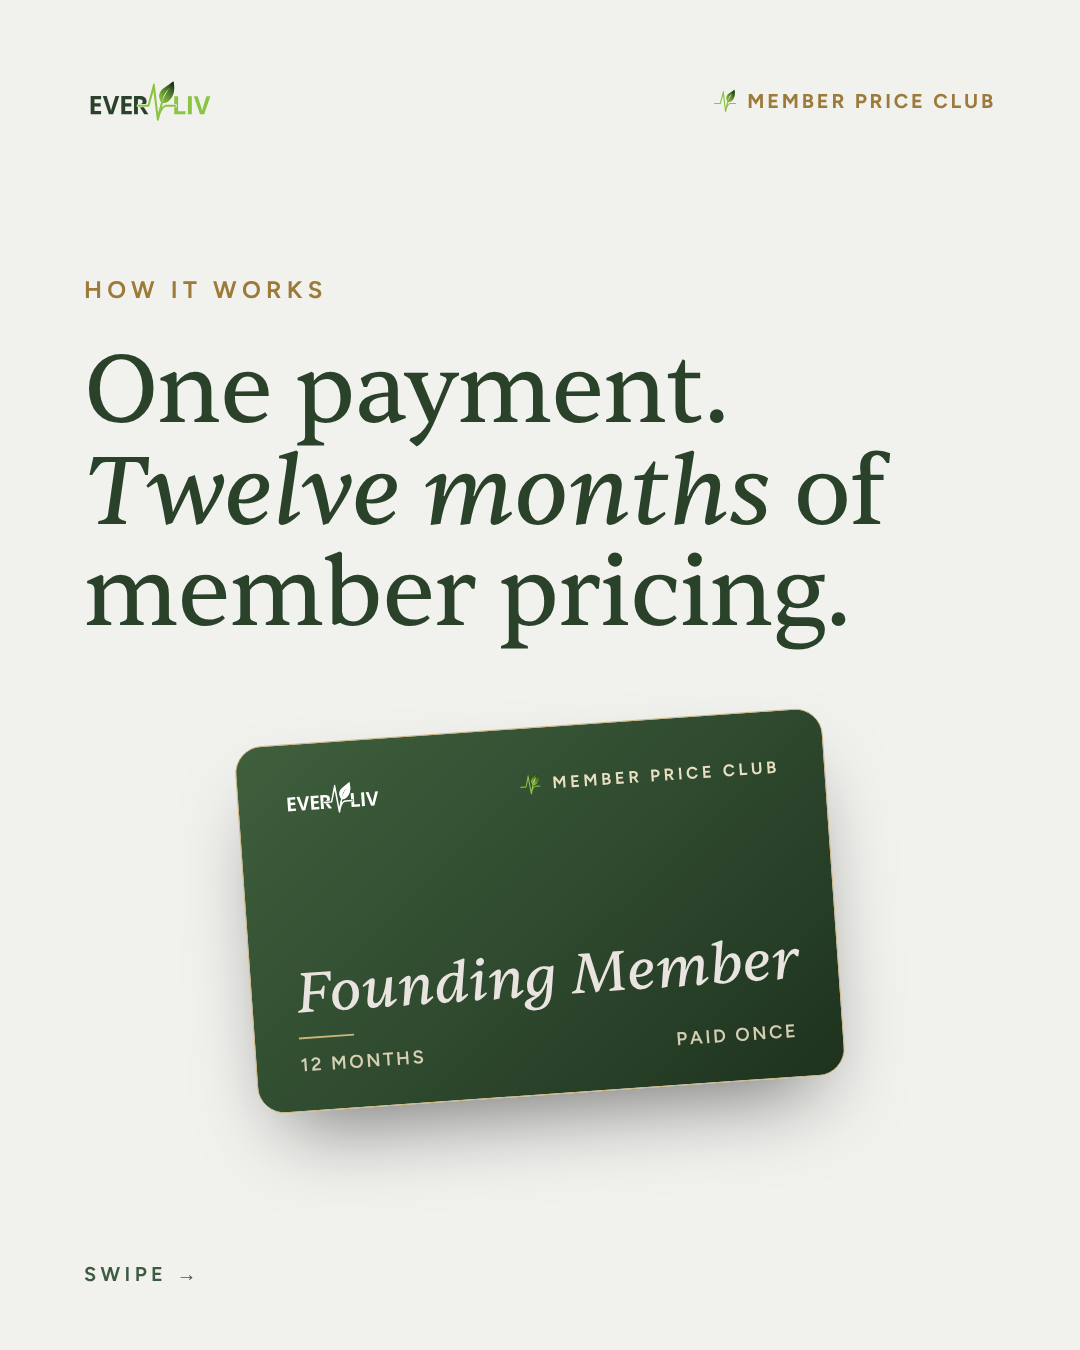 EVERLIV
MEMBER PRICE CLUB
HOW IT WORKS
One payment.
Twelve months of
member pricing.
EVERLIV
MEMBER PRICE CLUB
Founding Member
12 MONTHS
PAID ONCE
SWIPE →